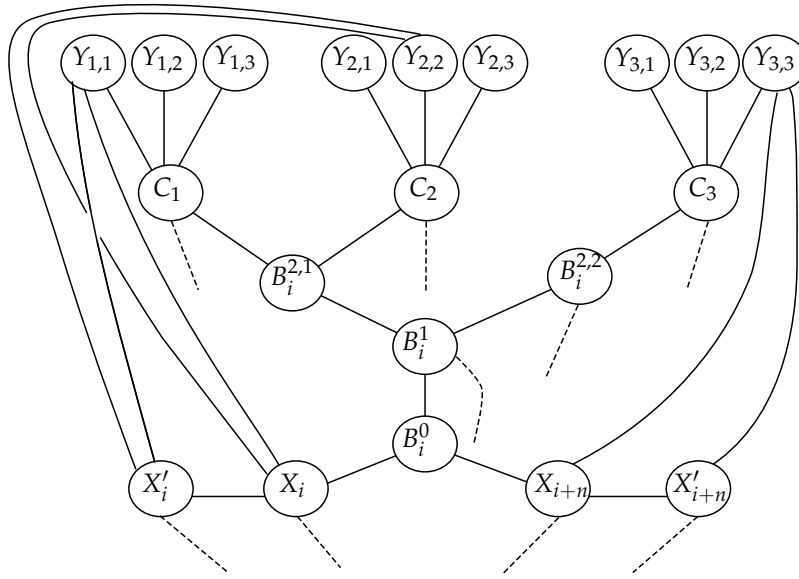 Y₁,₁ Y₁,₂ Y₁,₃ Y₂,₁ Y₂,₂ Y₂,₃ Y₃,₁ Y₃,₂ Y₃,₃
C₁ C₂ C₃
B_i^{2,1} B_i^{2,2}
B_i^1
B_i^0
X'_i X_i X_{i+n} X'_{i+n}